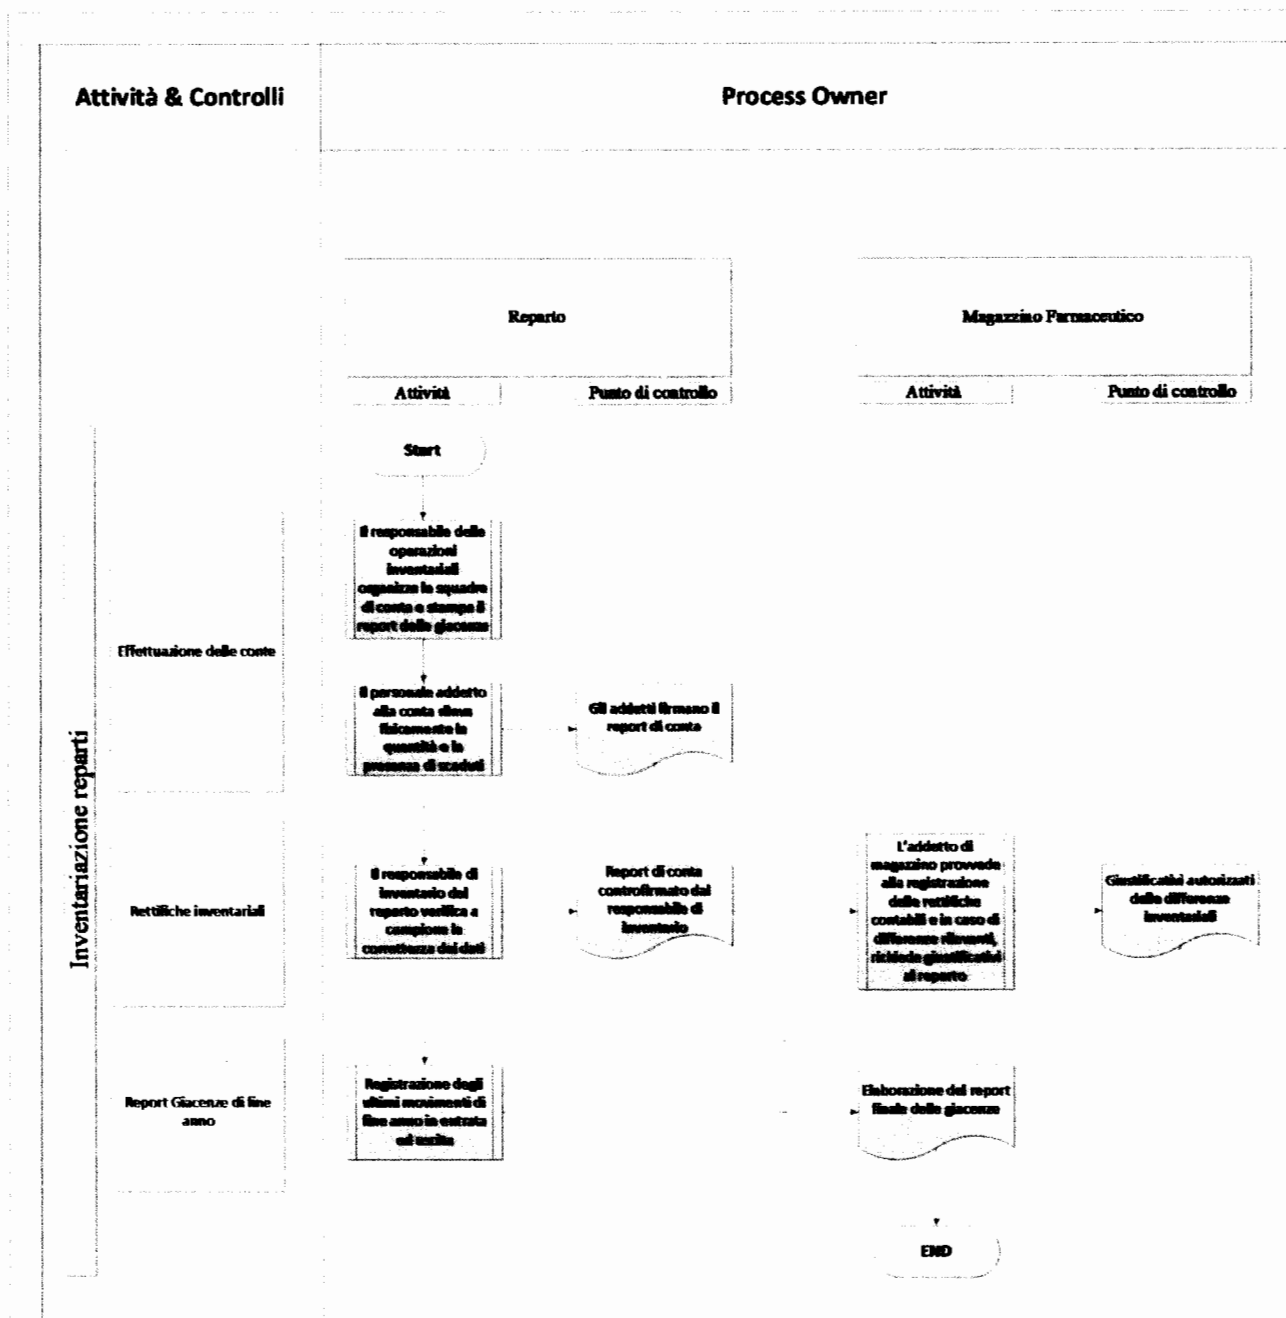 Attività & Controlli
Process Owner
Reparto
Magazzino Farmaceutico
Attività
Punto di controllo
Attività
Punto di controllo
Inventariazione reparti
Start
Effettuazione delle conte
Il responsabile delle
operazioni
inventariali
organizza le squadre
di conta e stampa il
report delle giacenze
Il personale addetto
alla conta rileva
fisicamente le
quantità e la
presenza di scaduti
Gli addetti firmano il
report di conta
Rettifiche inventariali
Il responsabile di
inventario del
reparto verifica a
campione la
correttezza dei dati
Report di conta
controfirmato dal
responsabile di
inventario
L'addetto di
magazzino provvede
alla registrazione
delle rettifiche
contabili e in caso di
differenze rilevanti,
richiede giustificativi
al reparto
Giustificativi autorizzati
delle differenze
inventariali
Report Giacenze di fine
anno
Registrazione degli
ultimi movimenti di
fine anno in entrata
ed uscita
Elaborazione del report
finale delle giacenze
END